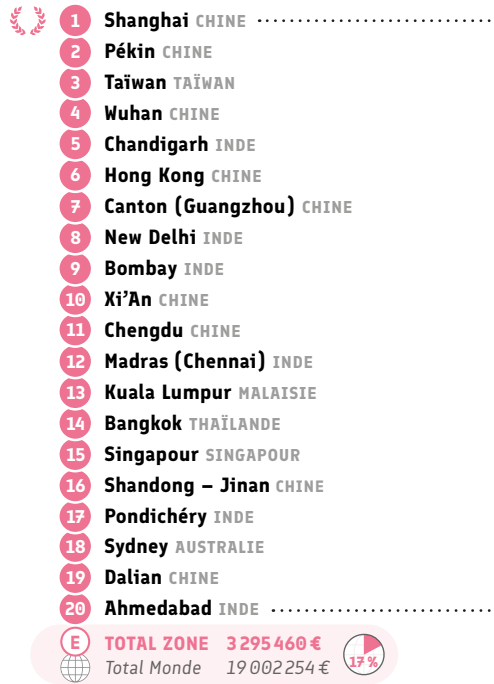 1 Shanghai CHINE
2 Pékin CHINE
3 Taïwan TAÏWAN
4 Wuhan CHINE
5 Chandigarh INDE
6 Hong Kong CHINE
7 Canton (Guangzhou) CHINE
8 New Delhi INDE
9 Bombay INDE
10 Xi’An CHINE
11 Chengdu CHINE
12 Madras (Chennai) INDE
13 Kuala Lumpur MALAISIE
14 Bangkok THAÏLANDE
15 Singapour SINGAPOUR
16 Shandong – Jinan CHINE
17 Pondichéry INDE
18 Sydney AUSTRALIE
19 Dalian CHINE
20 Ahmedabad INDE
E TOTAL ZONE 3 295 460 €
Total Monde 19 002 254 €
17 %